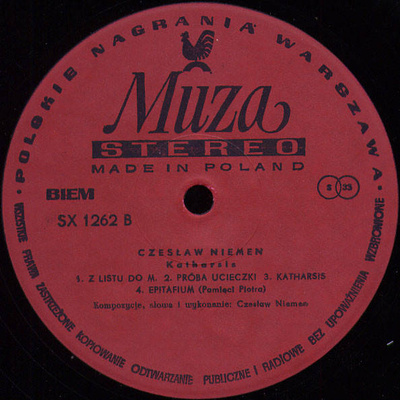 · POLSKIE NAGRANIA WARSZAWA ·
Muza
STEREO
MADE IN POLAND
BIEM
S 33
SX 1262 B
CZESŁAW NIEMEN
Katharsis
1. Z LISTU DO M. 2. PRÓBA UCIECZKI 3. KATHARSIS
4. EPITAFIUM (Pamięci Piotra)
Kompozycje, słowa i wykonanie: Czesław Niemen
WSZELKIE PRAWA ZASTRZEŻONE KOPIOWANIE ODTWARZANIE PUBLICZNE I RADIOWE BEZ UPOWAŻNIENIA WZBRONIONE